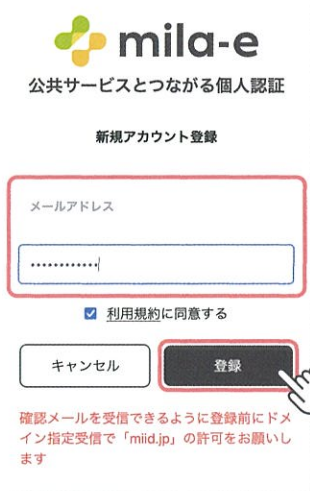 mila-e
公共サービスとつながる個人認証
新規アカウント登録
メールアドレス
••••••••••••
利用規約に同意する
キャンセル
登録
確認メールを受信できるように登録前にドメ
イン指定受信で「miid.jp」の許可をお願いし
ます